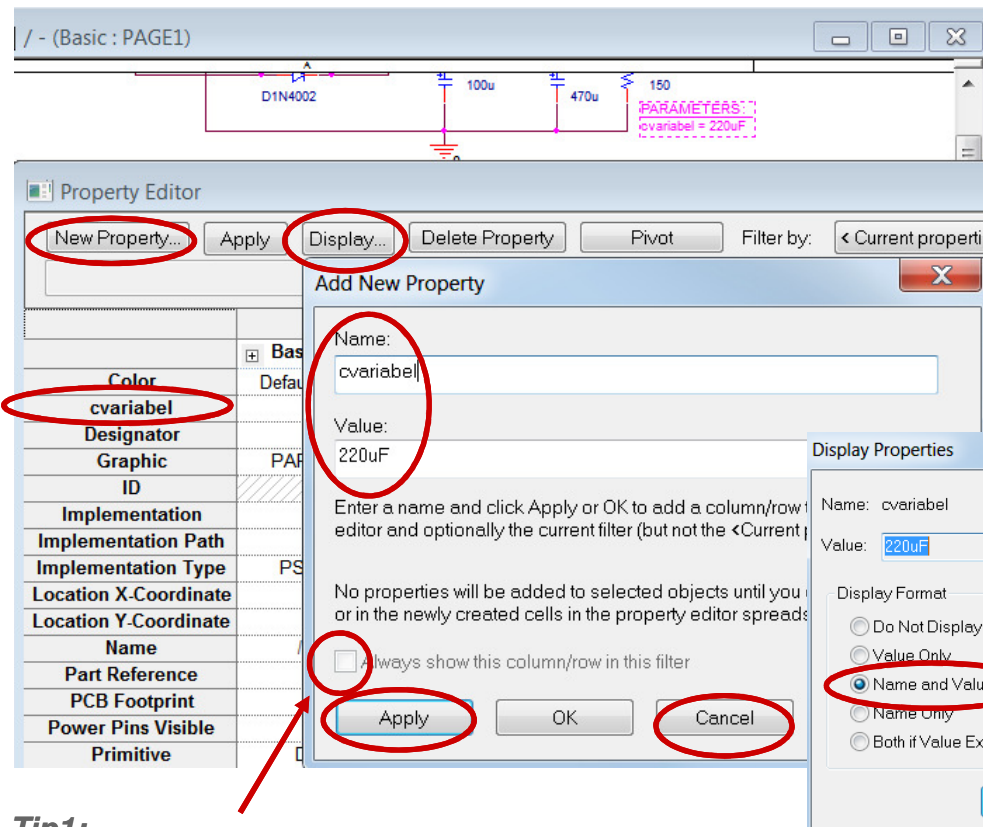 / - (Basic : PAGE1)
D1N4002
100u
470u
150
PARAMETERS:
cvariabel = 220uF
Property Editor
New Property... Apply Display... Delete Property Pivot Filter by: < Current properti
Add New Property
Name:
cvariabel
Value:
220uF
Enter a name and click Apply or OK to add a column/row
editor and optionally the current filter (but not the <Current
No properties will be added to selected objects until you
or in the newly created cells in the property editor spreads
Always show this column/row in this filter
Apply OK Cancel
Bas
Color Defau
cvariabel
Designator
Graphic PAR
ID
Implementation
Implementation Path
Implementation Type PS
Location X-Coordinate
Location Y-Coordinate
Name
Part Reference
PCB Footprint
Power Pins Visible
Primitive
Display Properties
Name: cvariabel
Value: 220uF
Display Format
Do Not Display
Value Only
Name and Valu
Name Only
Both if Value Ex
Tip1: